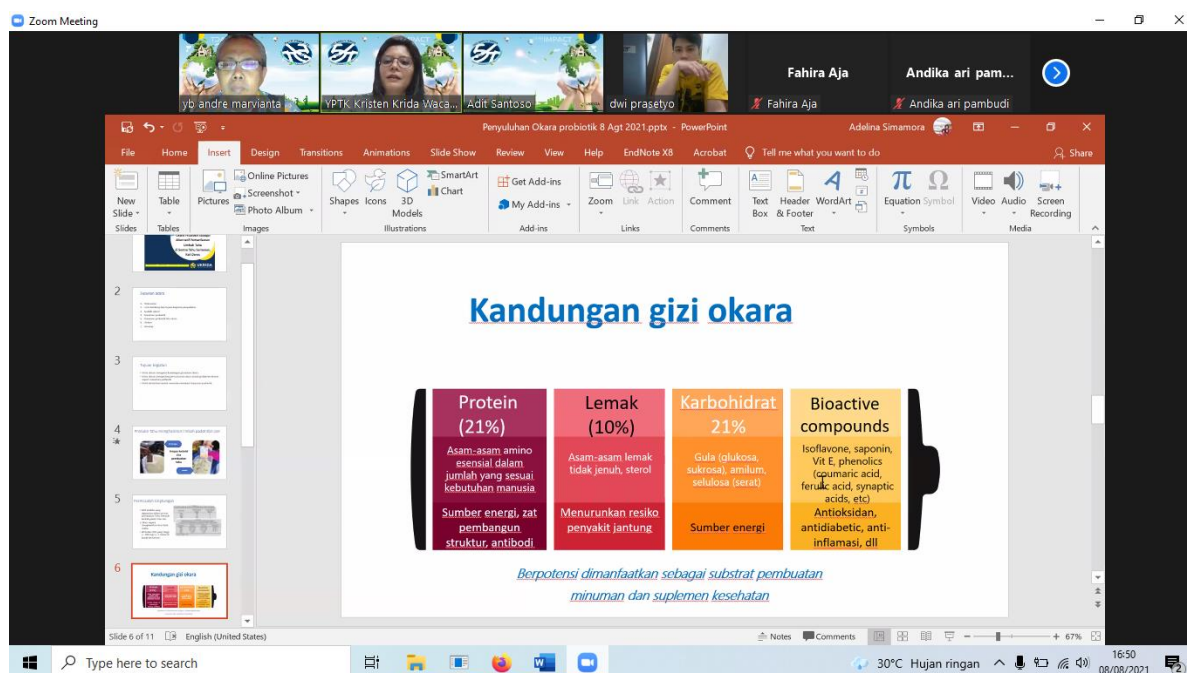 Zoom Meeting
yb andre marvianta
YPTK Kristen Krida Waca...
Adit Santoso
dwi prasetyo
Fahira Aja
Fahira Aja
Andika ari pam...
Andika ari pambudi
Penyuluhan Okara probiotik 8 Agt 2021.pptx - PowerPoint
Adelina Simamora
File Home Insert Design Transitions Animations Slide Show Review View Help EndNote X8 Acrobat Tell me what you want to do Share
New Slide
Table
Pictures
Online Pictures
Screenshot
Photo Album
Shapes
Icons
3D Models
SmartArt
Chart
Get Add-ins
My Add-ins
Zoom
Link
Action
Comment
Text Box
Header & Footer
WordArt
Equation
Symbol
Video
Audio
Screen Recording
Slides Tables Images Illustrations Add-ins Links Comments Text Symbols Media
2
3
4
5
6
Kandungan gizi okara
Kandungan gizi okara
Protein
(21%)
Asam-asam amino
esensial dalam
jumlah yang sesuai
kebutuhan manusia
Sumber energi, zat
pembangun
struktur, antibodi
Lemak
(10%)
Asam-asam lemak
tidak jenuh, sterol
Menurunkan resiko
penyakit jantung
Karbohidrat
21%
Gula (glukosa,
sukrosa), amilum,
selulosa (serat)
Sumber energi
Bioactive
compounds
Isoflavone, saponin,
Vit E, phenolics
(coumaric acid,
ferulic acid, synaptic
acids, etc)
Antioksidan,
antidiabetic, anti-
inflamasi, dll
Berpotensi dimanfaatkan sebagai substrat pembuatan
minuman dan suplemen kesehatan
Slide 6 of 11 English (United States) Notes Comments 67%
Type here to search
30°C Hujan ringan
16:50
08/08/2021
2